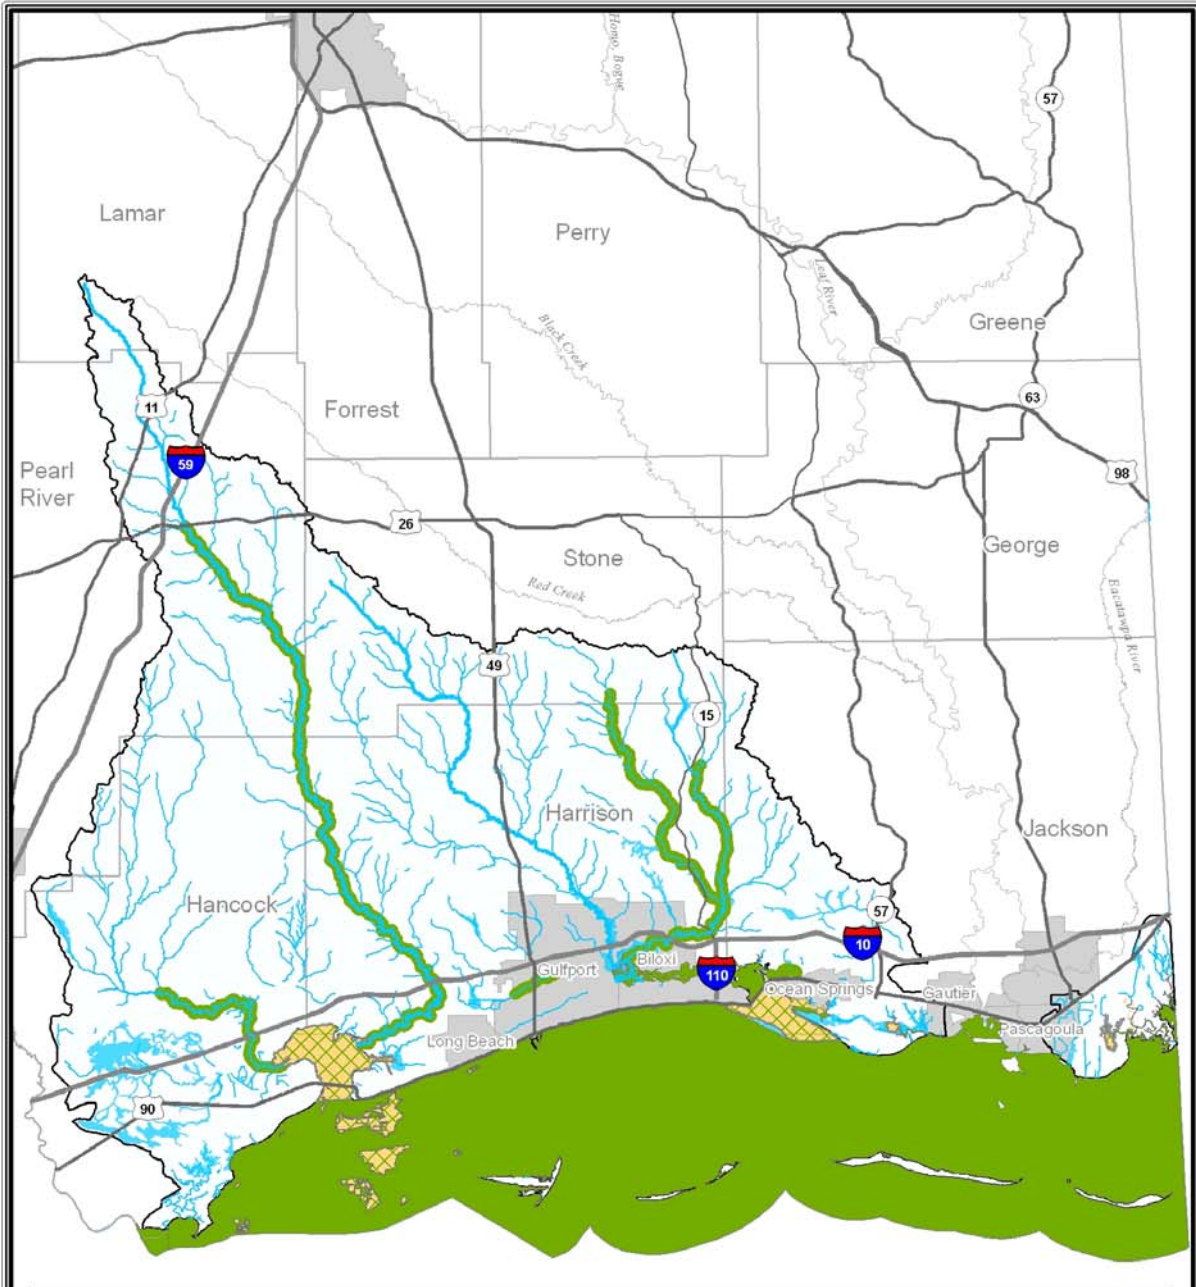 Homo, Bogue
57
Lamar
Perry
Leaf River
Greene
Black Creek
11
Forrest
63
59
Pearl
River
98
26
Stone
George
Red Creek
Escatawpa River
49
15
Harrison
Jackson
Hancock
57
10
Biloxi
Gulfport
110
Ocean Springs
Gautier
Pascagoula
Long Beach
90